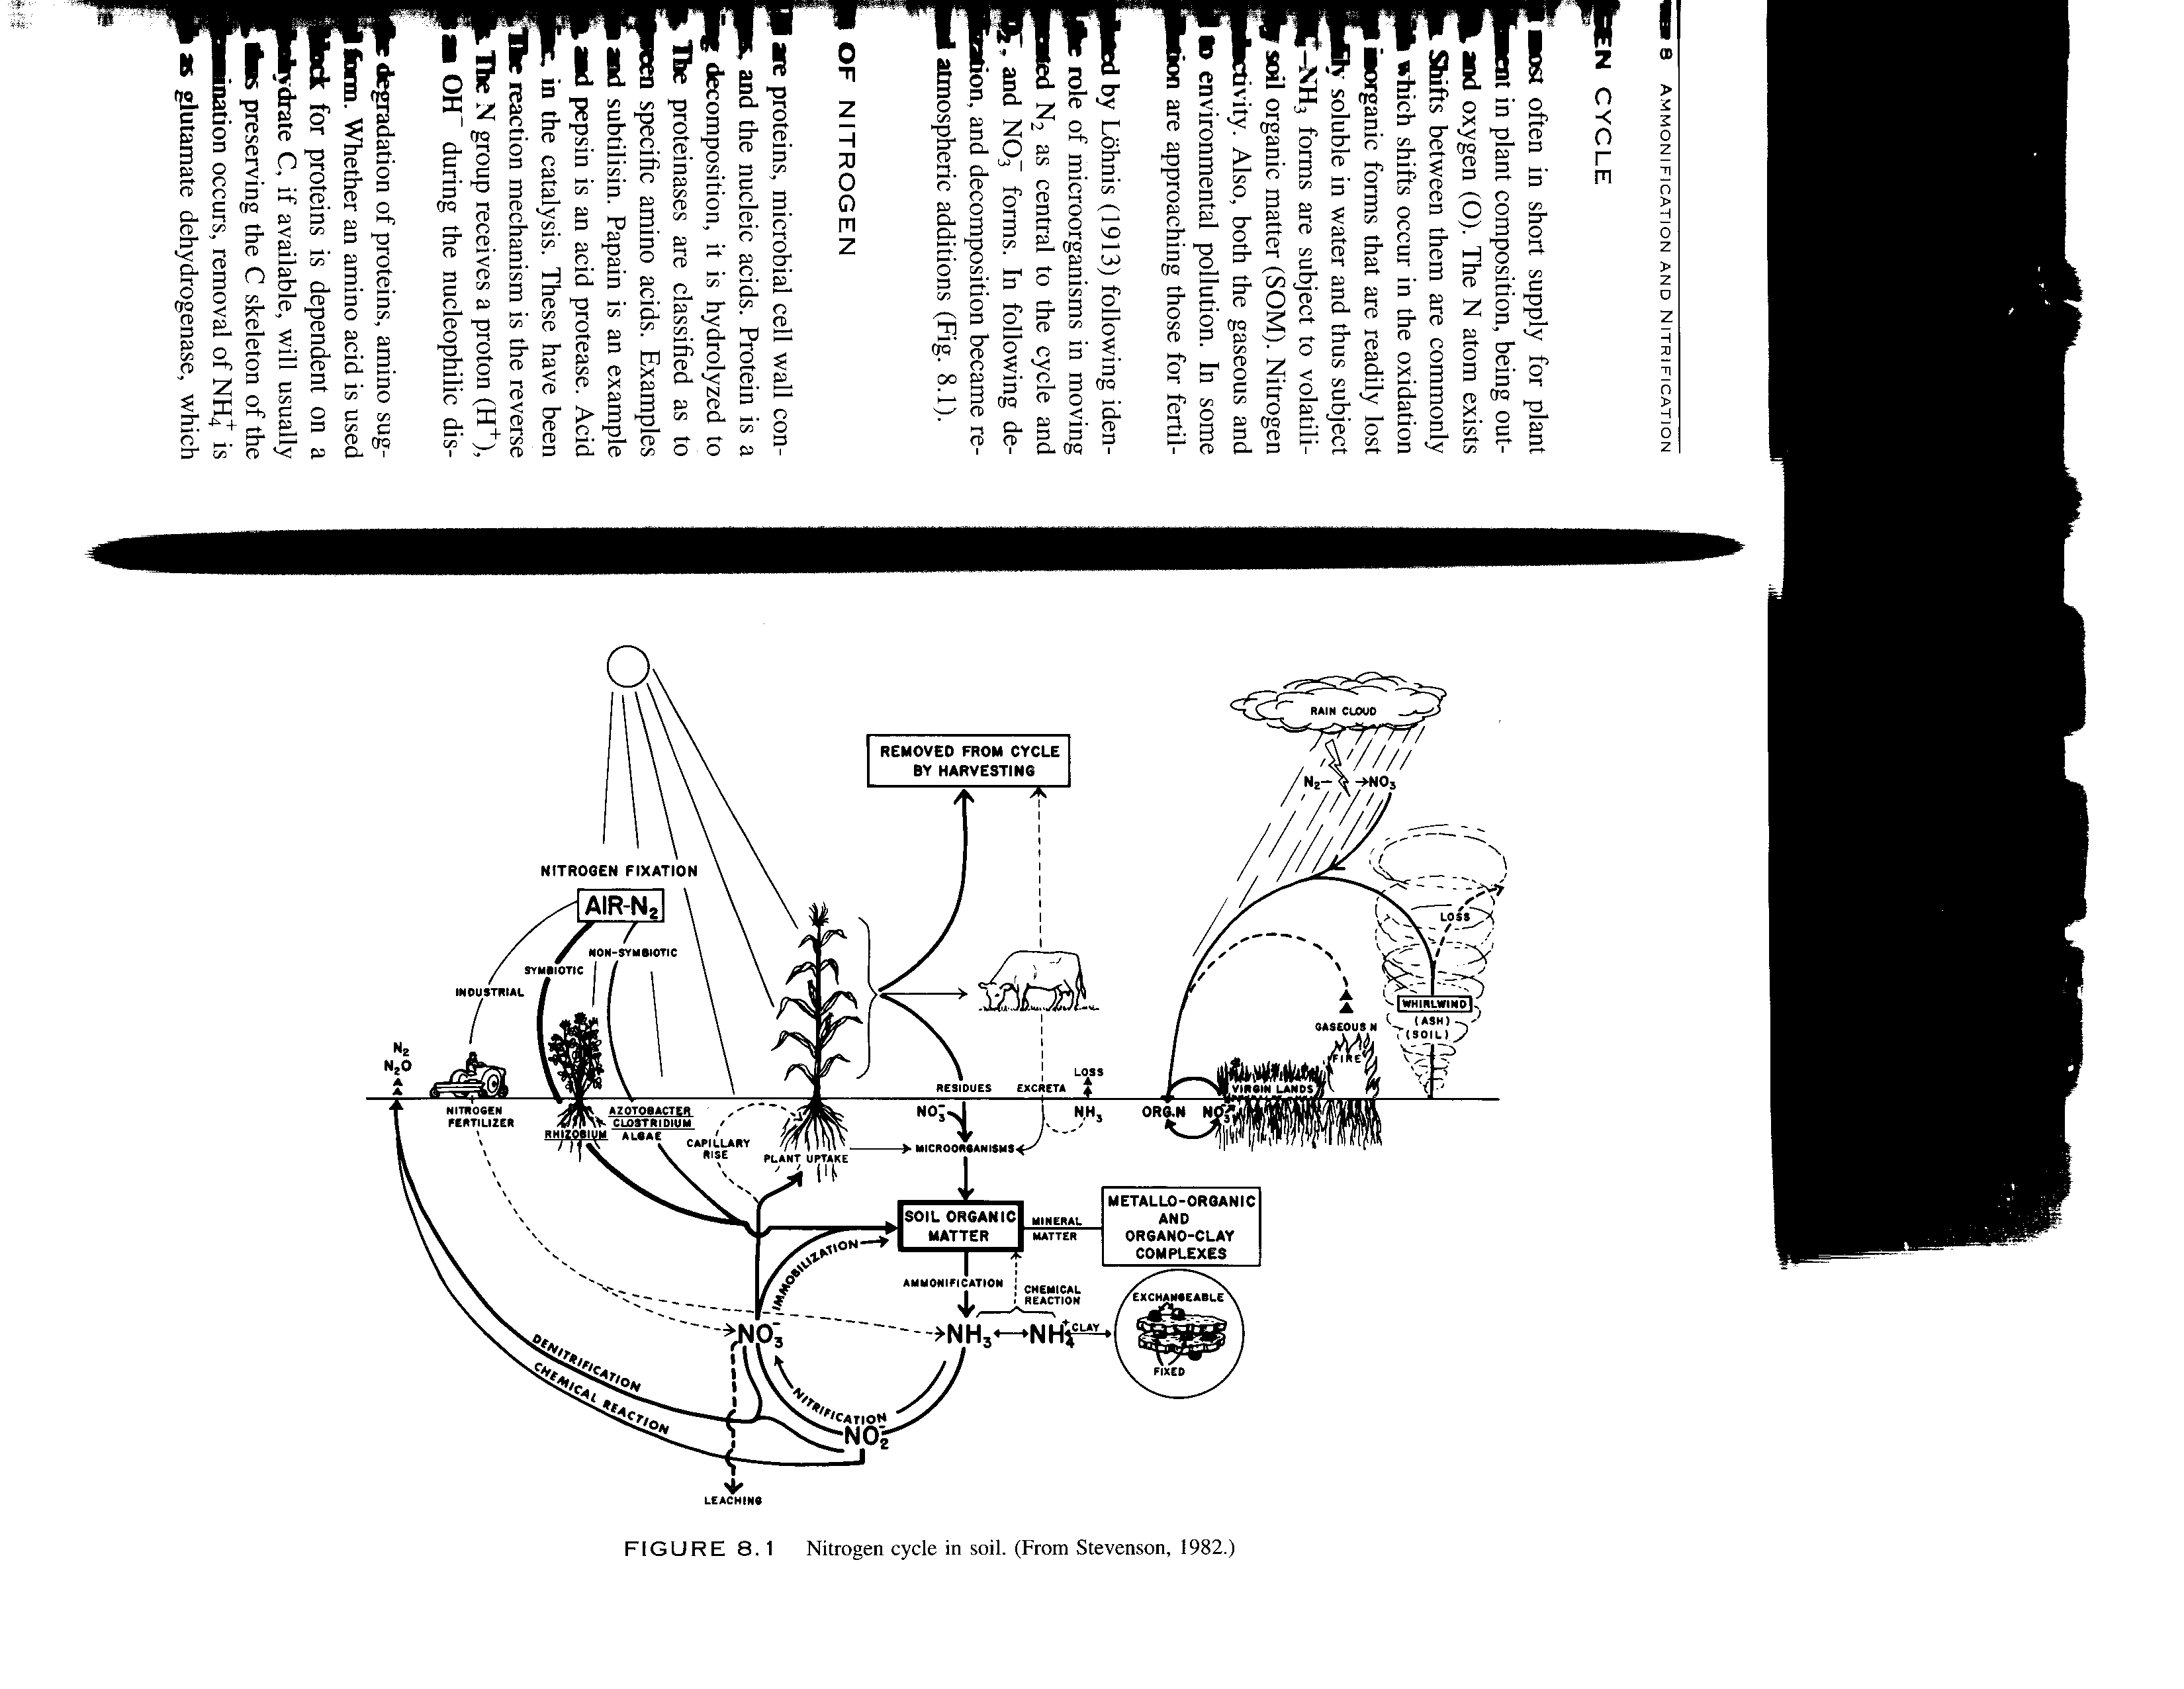 8 AMMONIFICATION AND NITRIFICATION
EN CYCLE
most often in short supply for plant
ment in plant composition, being out-
and oxygen (O). The N atom exists
Shifts between them are commonly
which shifts occur in the oxidation
inorganic forms that are readily lost
soluble in water and thus subject
–NH3 forms are subject to volatili-
soil organic matter (SOM). Nitrogen
activity. Also, both the gaseous and
to environmental pollution. In some
are approaching those for fertil-
by Löhnis (1913) following iden-
role of microorganisms in moving
N2 as central to the cycle and
and NO3⁻ forms. In following de-
and decomposition became re-
atmospheric additions (Fig. 8.1).
OF NITROGEN
are proteins, microbial cell wall con-
and the nucleic acids. Protein is a
decomposition, it is hydrolyzed to
The proteinases are classified as to
specific amino acids. Examples
and subtilisin. Papain is an example
and pepsin is an acid protease. Acid
in the catalysis. These have been
The reaction mechanism is the reverse
The N group receives a proton (H⁺),
OH⁻ during the nucleophilic dis-
degradation of proteins, amino sug-
form. Whether an amino acid is used
for proteins is dependent on a
C, if available, will usually
thus preserving the C skeleton of the
occurs, removal of NH4⁺ is
as glutamate dehydrogenase, which
RAIN CLOUD
REMOVED FROM CYCLE
BY HARVESTING
N2 → NO3
NITROGEN FIXATION
AIR-N2
LOSS
NON-SYMBIOTIC
SYMBIOTIC
INDUSTRIAL
WHIRLWIND
(ASH)
(SOIL)
GASEOUS N
FIRE
N2
N2O
LOSS
RESIDUES EXCRETA
VIRGIN LANDS
NITROGEN
FERTILIZER
RHIZOBIUM
AZOTOBACTER
CLOSTRIDIUM
ALGAE
NO3⁻
NH3
ORG.N NO3⁻
CAPILLARY
RISE
PLANT UPTAKE
MICROORGANISMS
SOIL ORGANIC
MATTER
MINERAL
MATTER
METALLO-ORGANIC
AND
ORGANO-CLAY
COMPLEXES
IMMOBILIZATION
AMMONIFICATION
CHEMICAL
REACTION
EXCHANGEABLE
NO3⁻
NH3 NH4⁺ CLAY
FIXED
DENITRIFICATION
CHEMICAL REACTION
NITRIFICATION
NO2⁻
LEACHING
FIGURE 8.1 Nitrogen cycle in soil. (From Stevenson, 1982.)